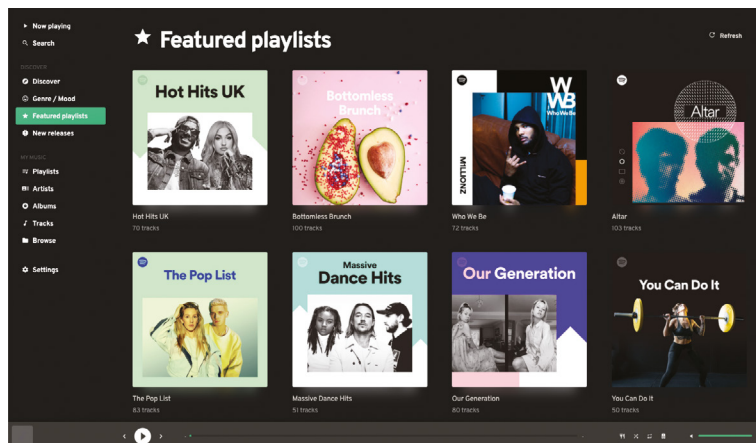 Now playing
Search
DISCOVER
Discover
Genre / Mood
Featured playlists
New releases
MY MUSIC
Playlists
Artists
Albums
Tracks
Browse
Settings
Featured playlists
Refresh
Hot Hits UK
Bottomless
Brunch
W
WB
Who We Be
MILLIONZ
Altar
Hot Hits UK
70 tracks
Bottomless Brunch
100 tracks
Who We Be
72 tracks
Altar
103 tracks
The Pop List
Massive
Dance Hits
Our Generation
You Can Do It
The Pop List
83 tracks
Massive Dance Hits
51 tracks
Our Generation
80 tracks
You Can Do It
50 tracks